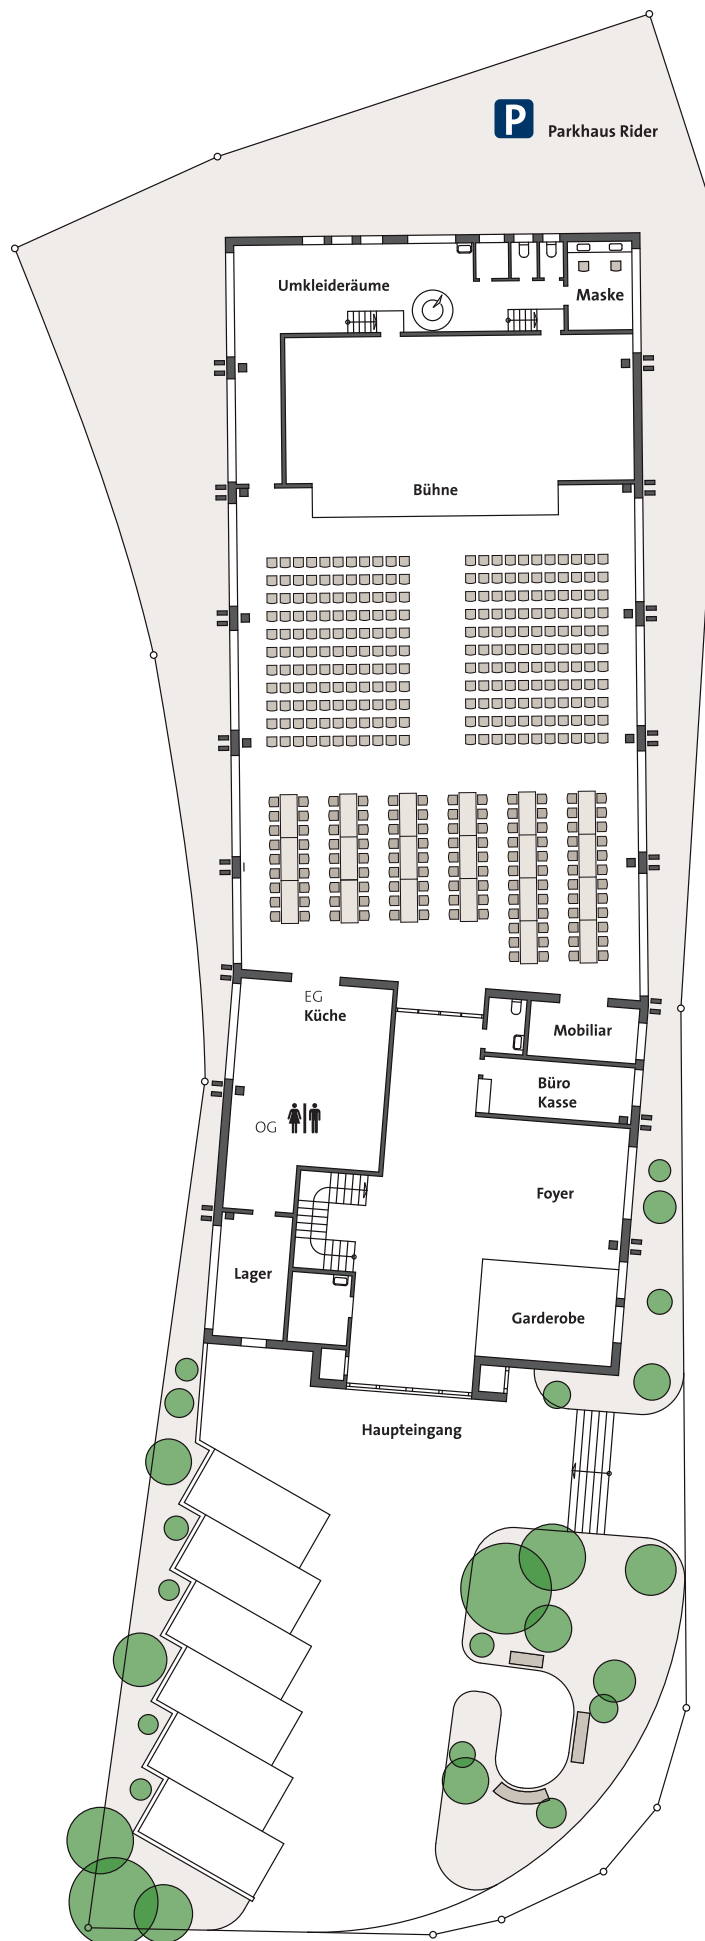 P
Parkhaus Rider
Umkleideräume
Maske
Bühne
EG
Küche
Mobiliar
Büro
Kasse
OG
Foyer
Lager
Garderobe
Haupteingang